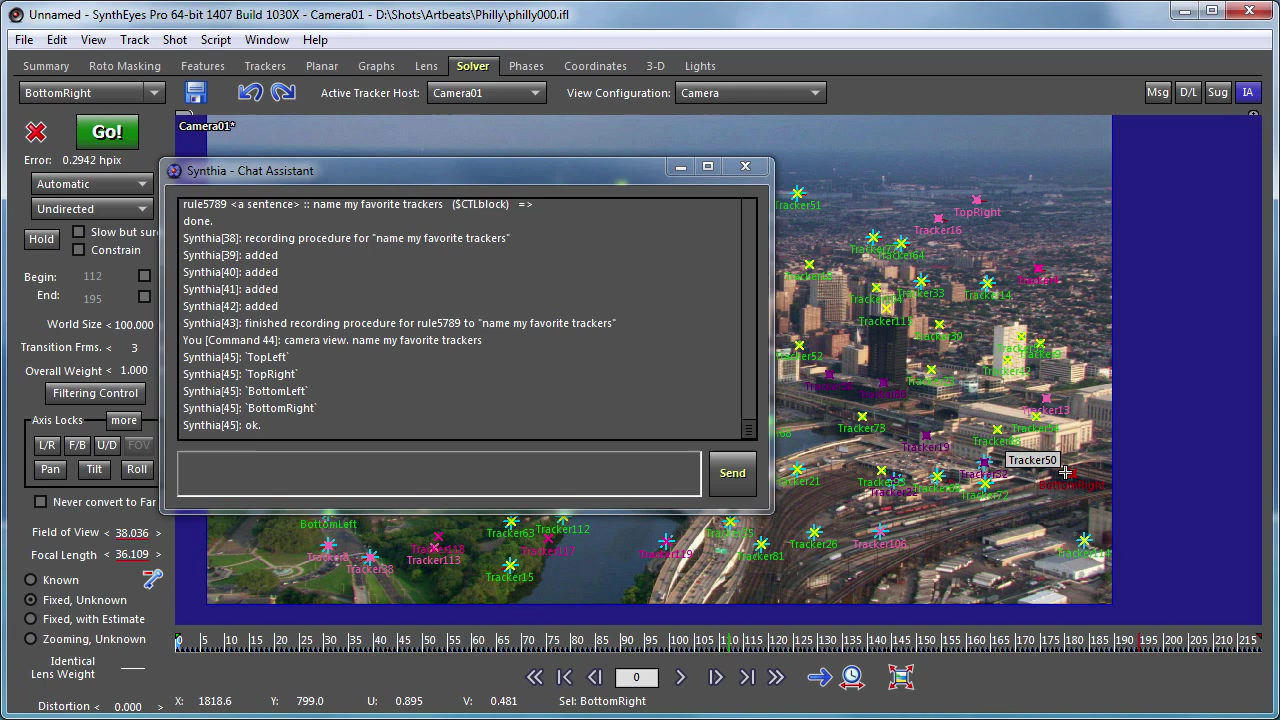 Unnamed - SynthEyes Pro 64-bit 1407 Build 1030X - Camera01 - D:\Shots\Artbeats\Philly\philly000.ifl
File Edit View Track Shot Script Window Help
Summary Roto Masking Features Trackers Planar Graphs Lens Solver Phases Coordinates 3-D Lights
BottomRight Active Tracker Host: Camera01 View Configuration: Camera Msg D/L Sug IA
Go!
Camera01*
Error: 0.2942 hpix
Automatic
Undirected
Hold
Slow but sur
Constrain
Begin: 112
End: 195
World Size < 100.000
Transition Frms. < 3
Overall Weight < 1.000
Filtering Control
Axis Locks more
L/R F/B U/D FOV
Pan Tilt Roll
Never convert to Far
Field of View < 38.036 >
Focal Length < 36.109 >
Known
Fixed, Unknown
Fixed, with Estimate
Zooming, Unknown
Identical
Lens Weight
Distortion < 0.000 >
Synthia - Chat Assistant
rule5789 <a sentence> :: name my favorite trackers ($CTLblock) =>
done.
Synthia[38]: recording procedure for "name my favorite trackers"
Synthia[39]: added
Synthia[40]: added
Synthia[41]: added
Synthia[42]: added
Synthia[43]: finished recording procedure for rule5789 to "name my favorite trackers"
You [Command 44]: camera view. name my favorite trackers
Synthia[45]: `TopLeft`
Synthia[45]: `TopRight`
Synthia[45]: `BottomLeft`
Synthia[45]: `BottomRight`
Synthia[45]: ok.
Send
Tracker51
TopRight
Tracker16
Tracker64
Tracker33
Tracker14
Tracker30
Tracker52
Tracker13
Tracker73
Tracker19
Tracker50
Tracker21
Tracker72
BottomRight
BottomLeft
Tracker63
Tracker112
Tracker26
Tracker106
Tracker81
Tracker38
Tracker113
Tracker117
Tracker119
Tracker15
0 5 10 15 20 25 30 35 40 45 50 55 60 65 70 75 80 85 90 95 100 105 110 115 120 125 130 135 140 145 150 155 160 165 170 175 180 185 190 195 200 205 210 215
0
X: 1818.6 Y: 799.0 U: 0.895 V: 0.481 Sel: BottomRight